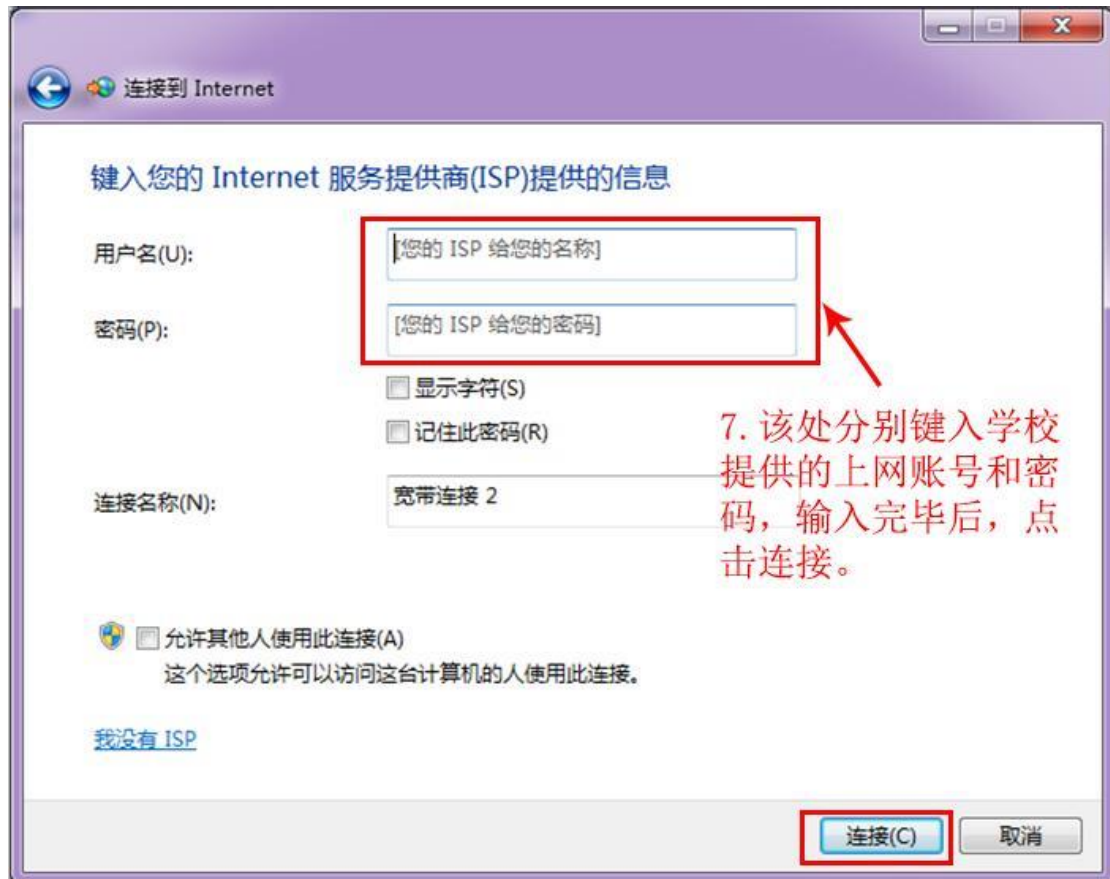 连接到 Internet
键入您的 Internet 服务提供商(ISP)提供的信息
用户名(U):
[您的 ISP 给您的名称]
密码(P):
[您的 ISP 给您的密码]
显示字符(S)
记住此密码(R)
连接名称(N):
宽带连接 2
7. 该处分别键入学校
提供的上网账号和密
码，输入完毕后，点
击连接。
允许其他人使用此连接(A)
这个选项允许可以访问这台计算机的人使用此连接。
我没有 ISP
连接(C)
取消